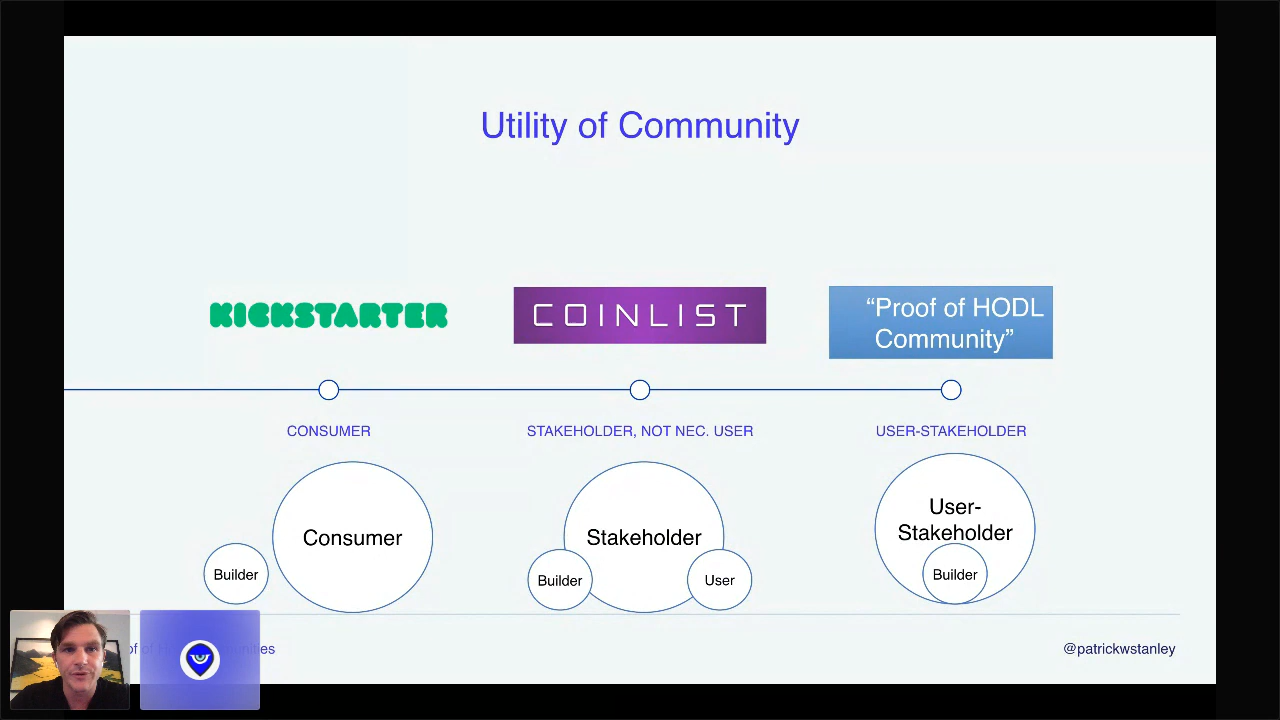 Utility of Community
KICKSTARTER
COINLIST
“Proof of HODL
Community”
CONSUMER
STAKEHOLDER, NOT NEC. USER
USER-STAKEHOLDER
Consumer
Builder
Stakeholder
Builder
User
User-
Stakeholder
Builder
@patrickwstanley